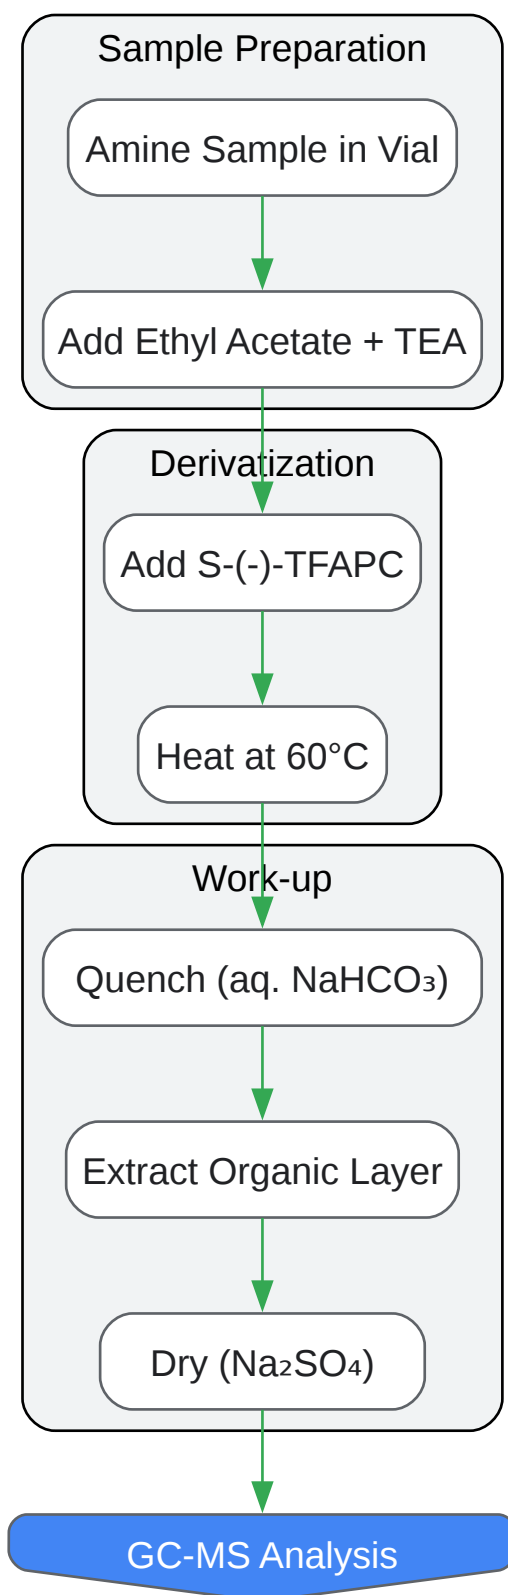 Sample Preparation
Amine Sample in Vial
Add Ethyl Acetate + TEA
Derivatization
Add S-(-)-TFAPC
Heat at 60°C
Work-up
Quench (aq. NaHCO₃)
Extract Organic Layer
Dry (Na₂SO₄)
GC-MS Analysis